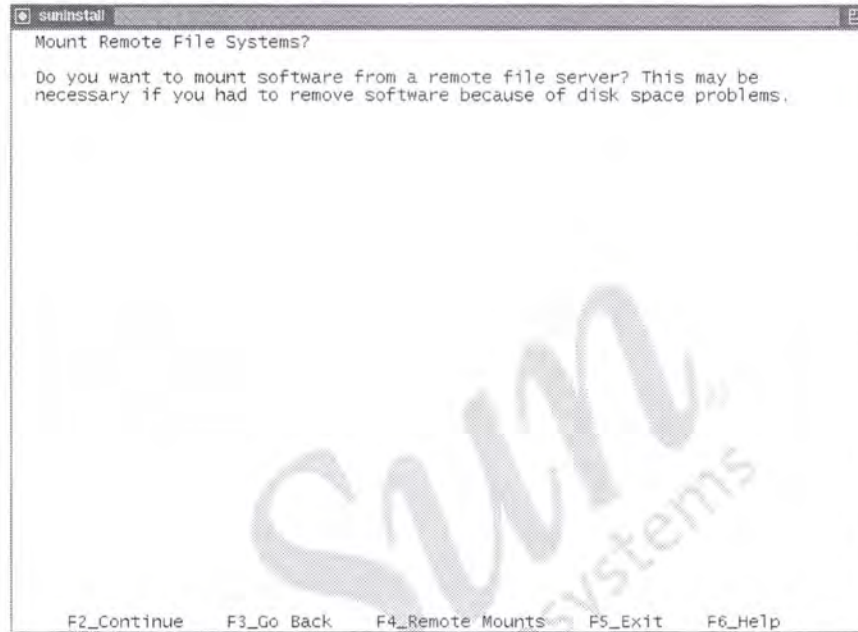 suninstall
Mount Remote File Systems?
Do you want to mount software from a remote file server? This may be
necessary if you had to remove software because of disk space problems.
Sun
systems
F2_Continue F3_Go Back F4_Remote Mounts F5_Exit F6_Help